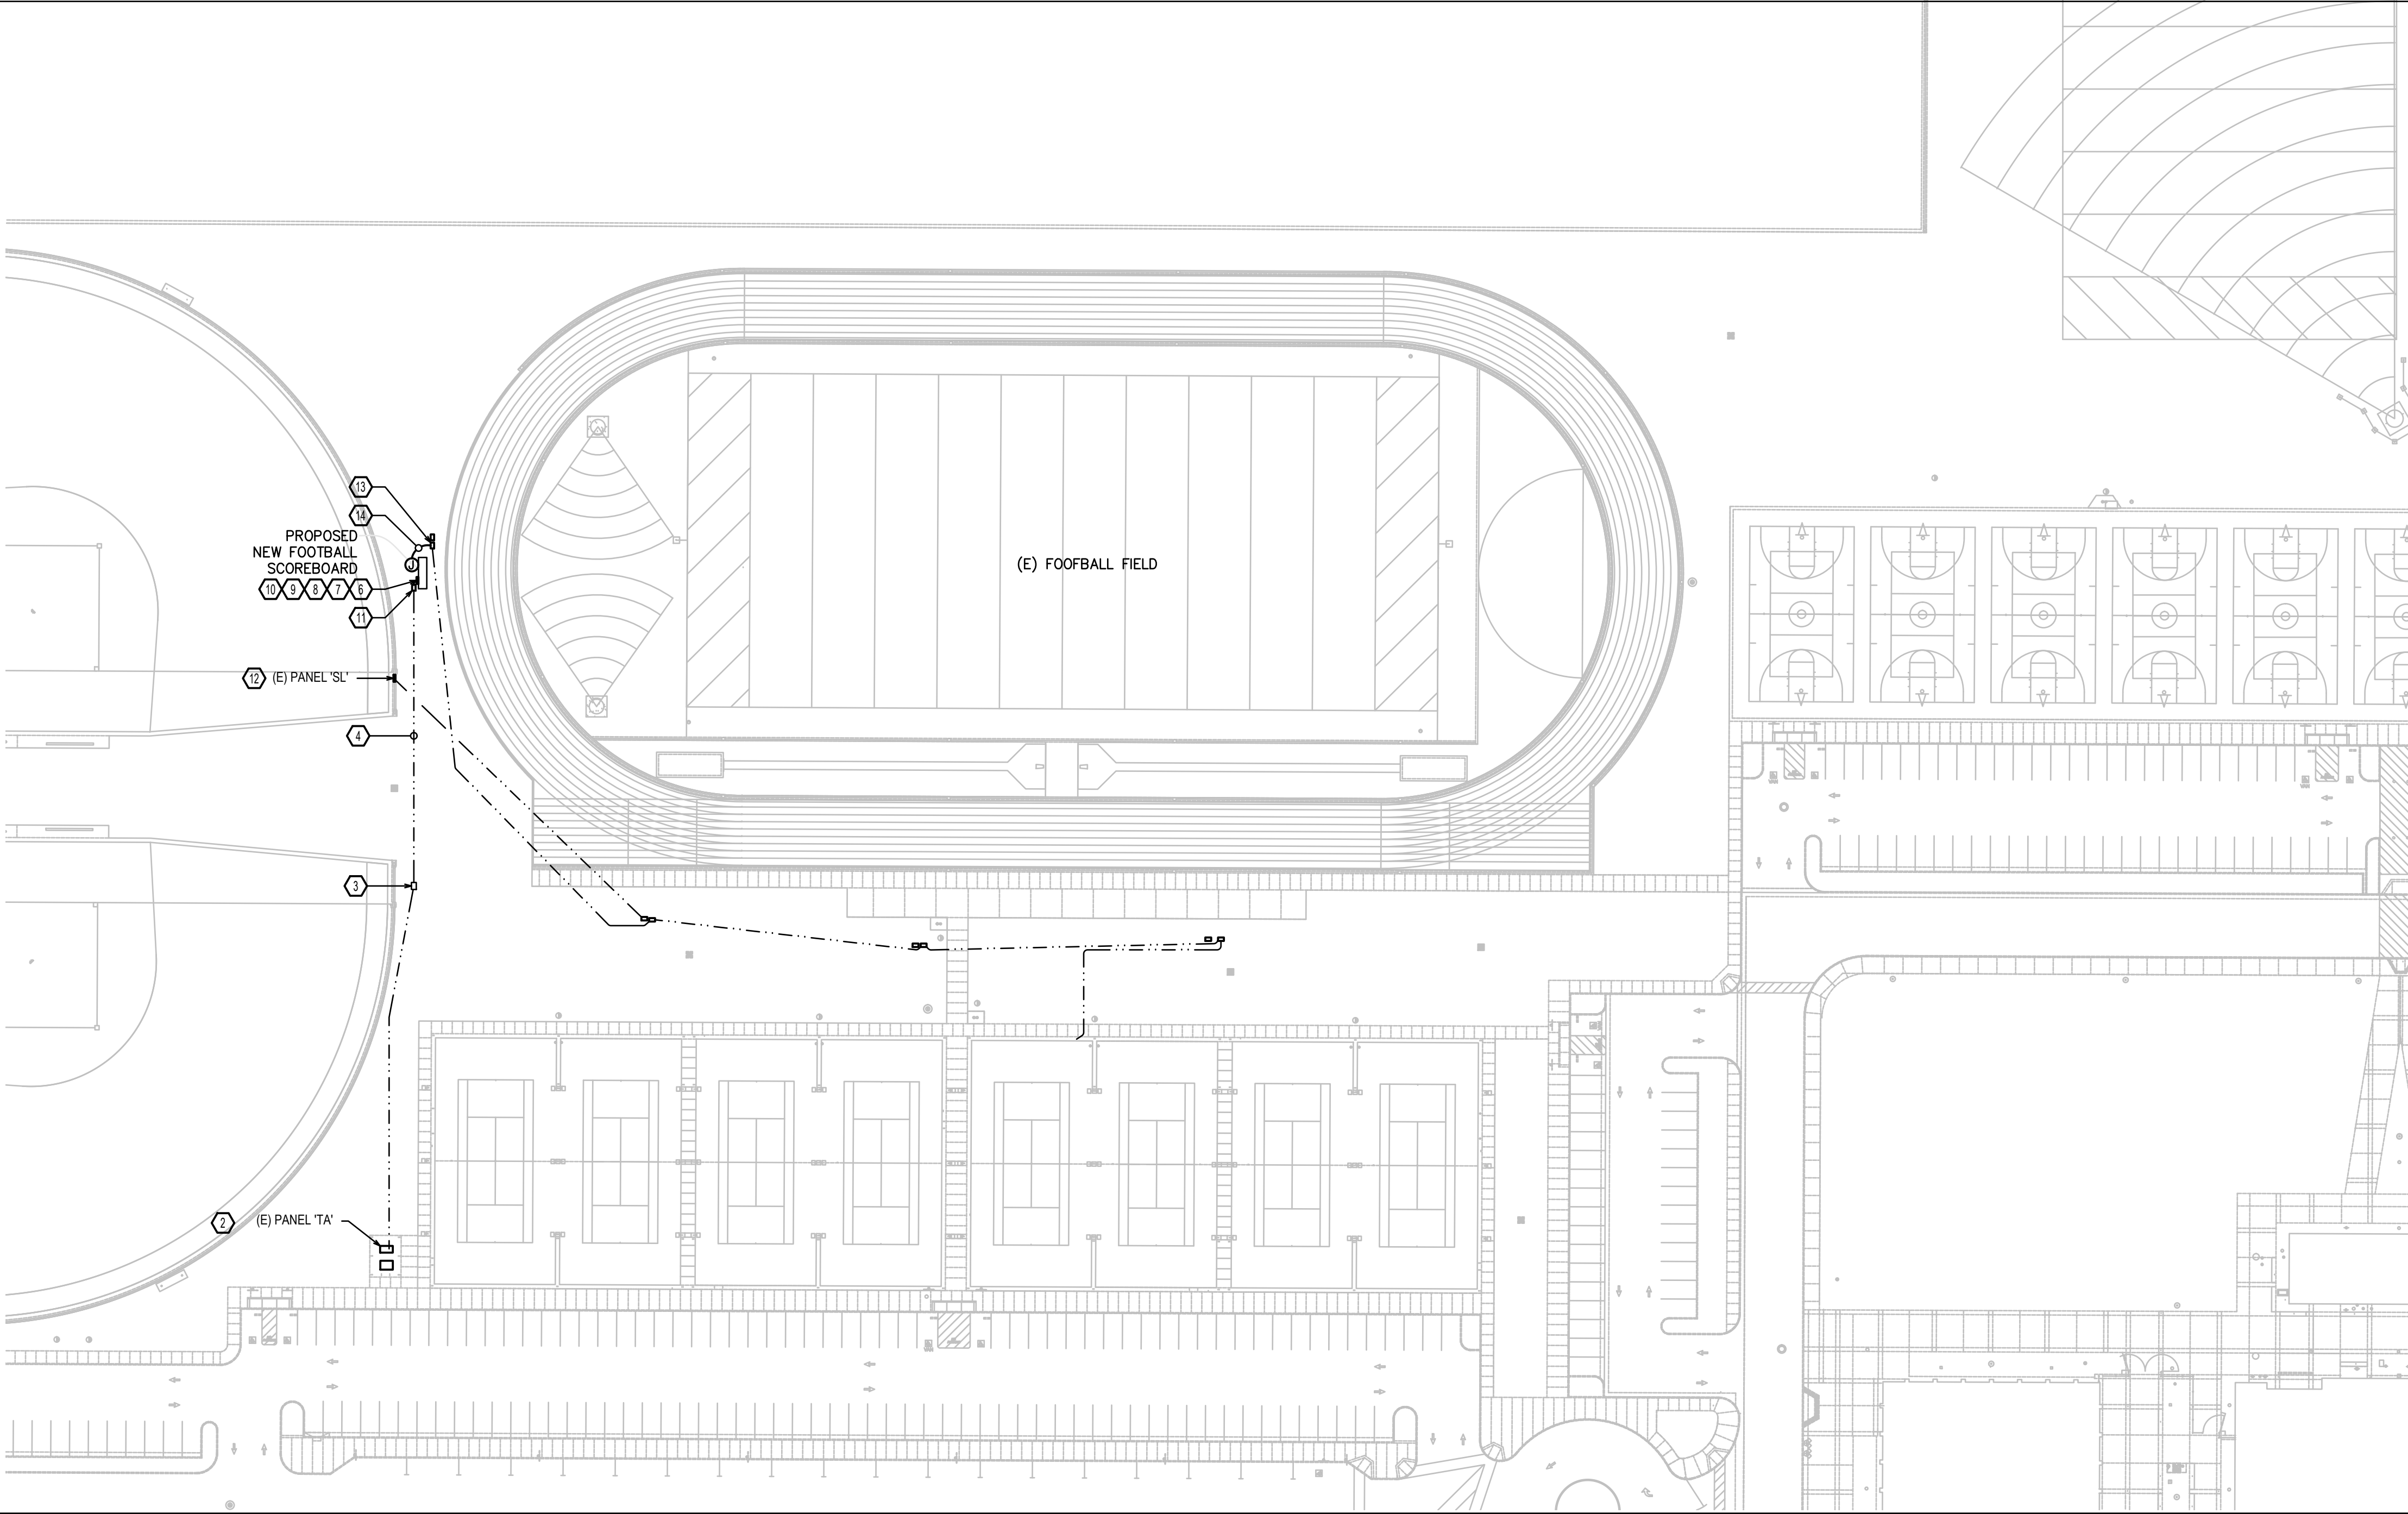 13
14
PROPOSED
NEW FOOTBALL
SCOREBOARD
J
10 9 8 7 6
11
(E) FOOFBALL FIELD
12 (E) PANEL 'SL'
4
3
2 (E) PANEL 'TA'